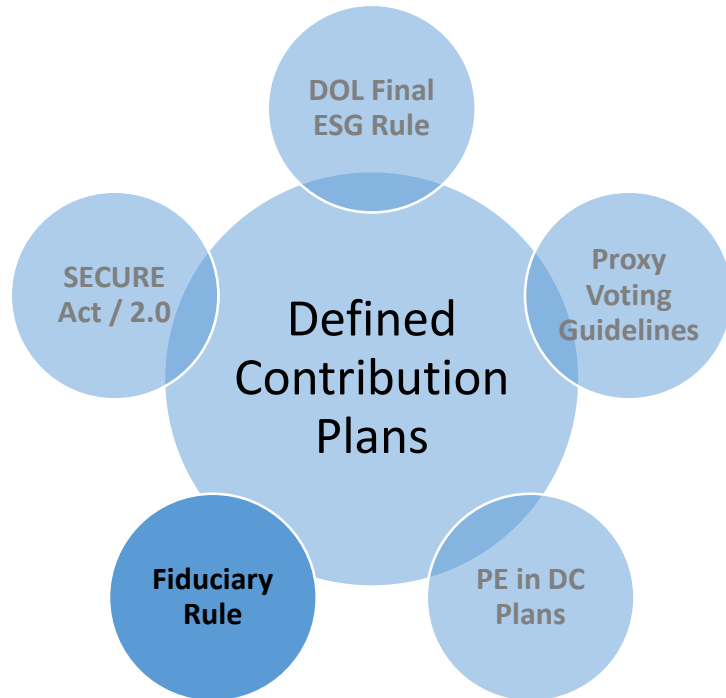 DOL Final
ESG Rule
SECURE
Act / 2.0
Proxy
Voting
Guidelines
Defined
Contribution
Plans
Fiduciary
Rule
PE in DC
Plans